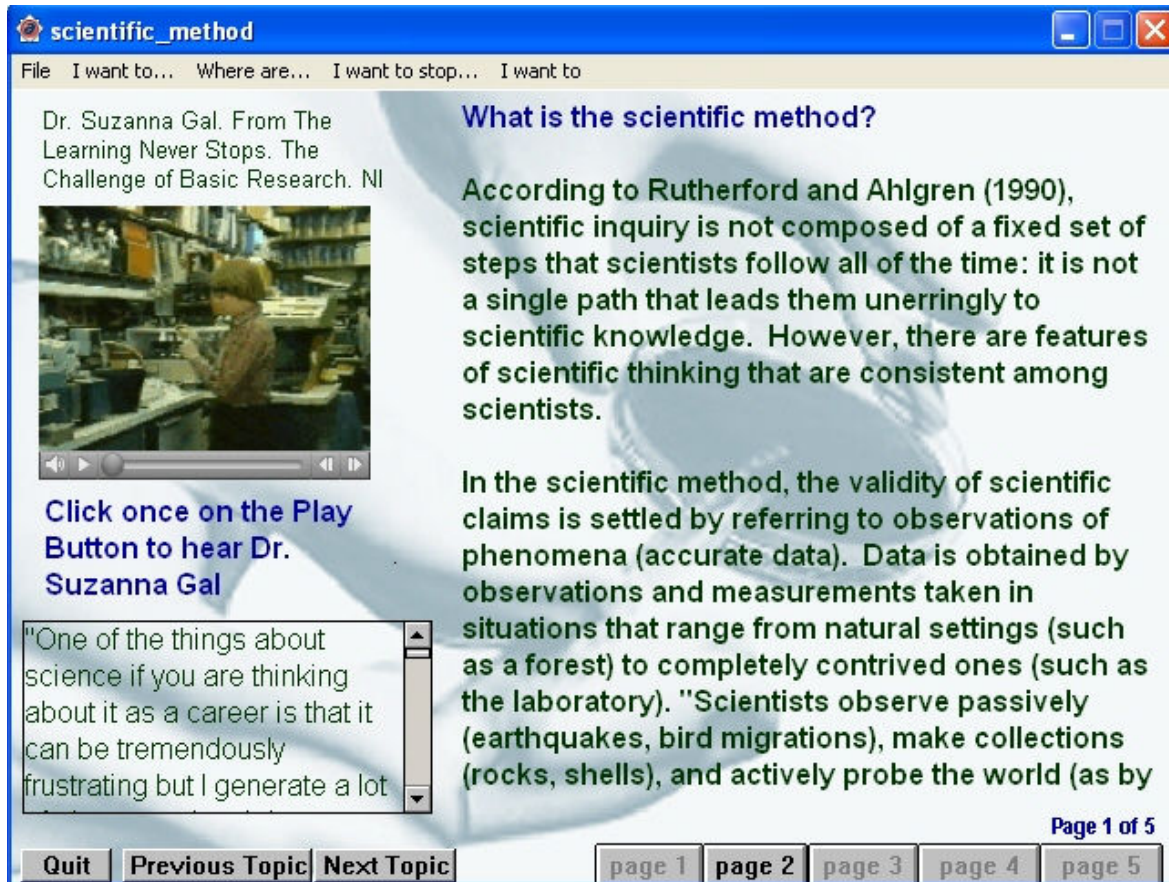 scientific_method
File I want to... Where are... I want to stop... I want to
Dr. Suzanna Gal. From The
Learning Never Stops. The
Challenge of Basic Research. NI
Click once on the Play
Button to hear Dr.
Suzanna Gal
"One of the things about
science if you are thinking
about it as a career is that it
can be tremendously
frustrating but I generate a lot
What is the scientific method?
According to Rutherford and Ahlgren (1990),
scientific inquiry is not composed of a fixed set of
steps that scientists follow all of the time: it is not
a single path that leads them unerringly to
scientific knowledge. However, there are features
of scientific thinking that are consistent among
scientists.
In the scientific method, the validity of scientific
claims is settled by referring to observations of
phenomena (accurate data). Data is obtained by
observations and measurements taken in
situations that range from natural settings (such
as a forest) to completely contrived ones (such as
the laboratory). "Scientists observe passively
(earthquakes, bird migrations), make collections
(rocks, shells), and actively probe the world (as by
Page 1 of 5
Quit Previous Topic Next Topic page 1 page 2 page 3 page 4 page 5